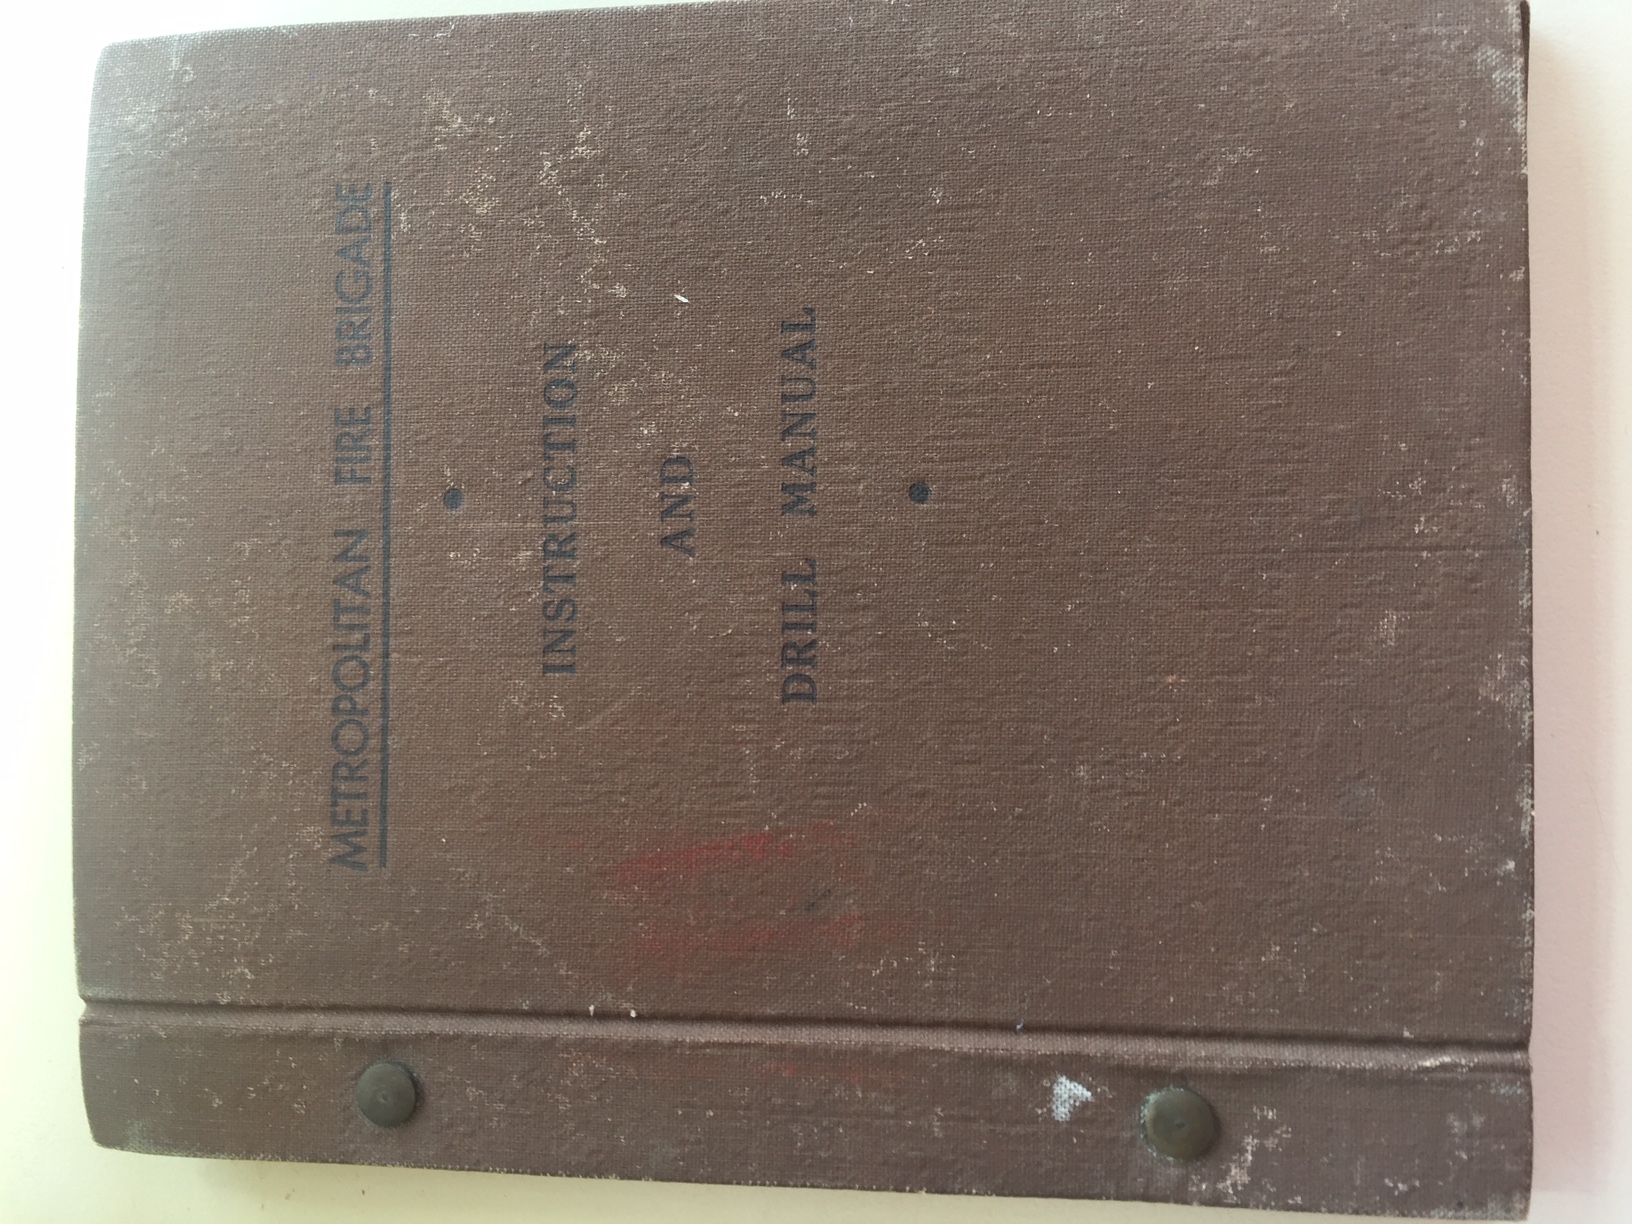 METROPOLITAN FIRE BRIGADE
INSTRUCTION
AND
DRILL MANUAL